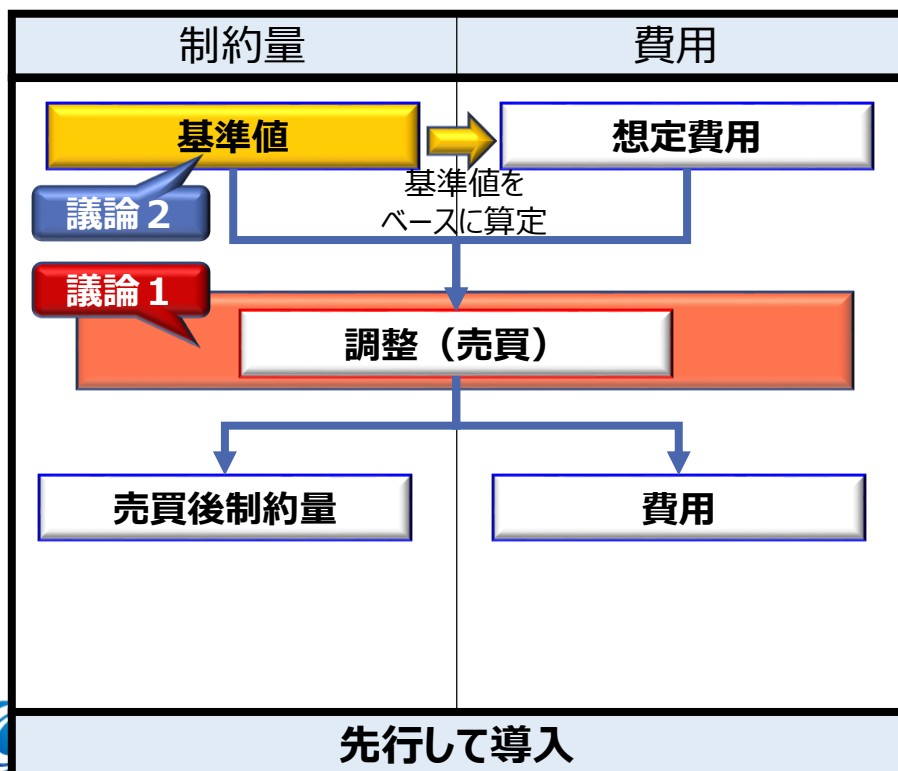 制約量
費用
基準値
想定費用
基準値を
ベースに算定
議論2
議論1
調整（売買）
売買後制約量
費用
先行して導入